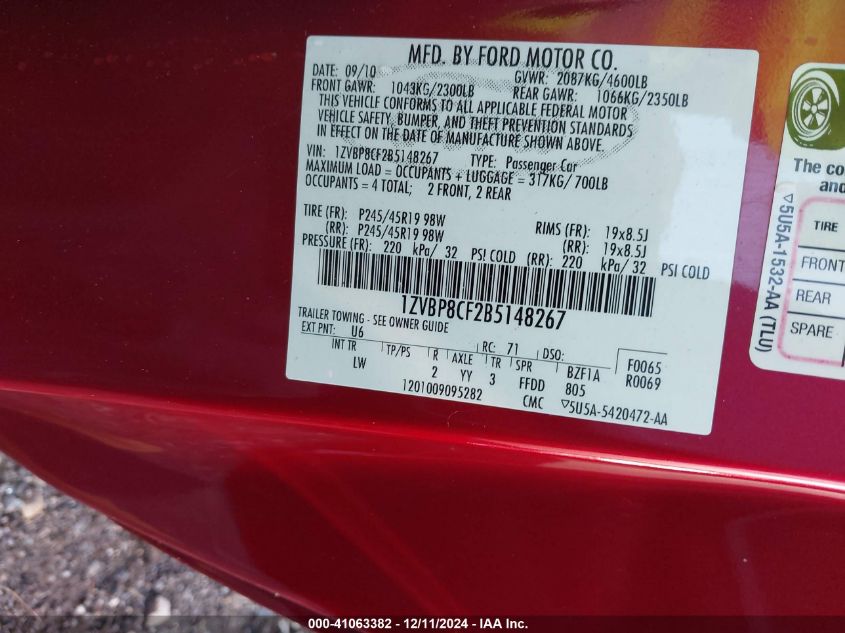 MFD. BY FORD MOTOR CO.
DATE: 09/10 GVWR: 2087KG/4600LB
FRONT GAWR: 1043KG/2300LB REAR GAWR: 1066KG/2350LB
THIS VEHICLE CONFORMS TO ALL APPLICABLE FEDERAL MOTOR
VEHICLE SAFETY, BUMPER, AND THEFT PREVENTION STANDARDS
IN EFFECT ON THE DATE OF MANUFACTURE SHOWN ABOVE.
VIN: 1ZVBP8CF2B5148267 TYPE: Passenger Car
MAXIMUM LOAD = OCCUPANTS + LUGGAGE = 317KG/700LB
OCCUPANTS = 4 TOTAL; 2 FRONT, 2 REAR
TIRE (FR): P245/45R19 98W RIMS (FR): 19x8.5J
(RR): P245/45R19 98W (RR): 19x8.5J
PRESSURE (FR): 220 kPa/ 32 PSI COLD (RR): 220 kPa/ 32 PSI COLD
1ZVBP8CF2B5148267
TRAILER TOWING - SEE OWNER GUIDE
EXT PNT: U6 RC: 71 DSO: F0065
INT TR TP/PS R AXLE TR SPR BZF1A R0069
LW 2 YY 3 FFDD 805
1201009095282 CMC ▽5U5A-5420472-AA
The co
and
TIRE
FRONT
REAR
SPARE
▽5U5A-1532-AA (TLU)
000-41063382 - 12/11/2024 - IAA Inc.